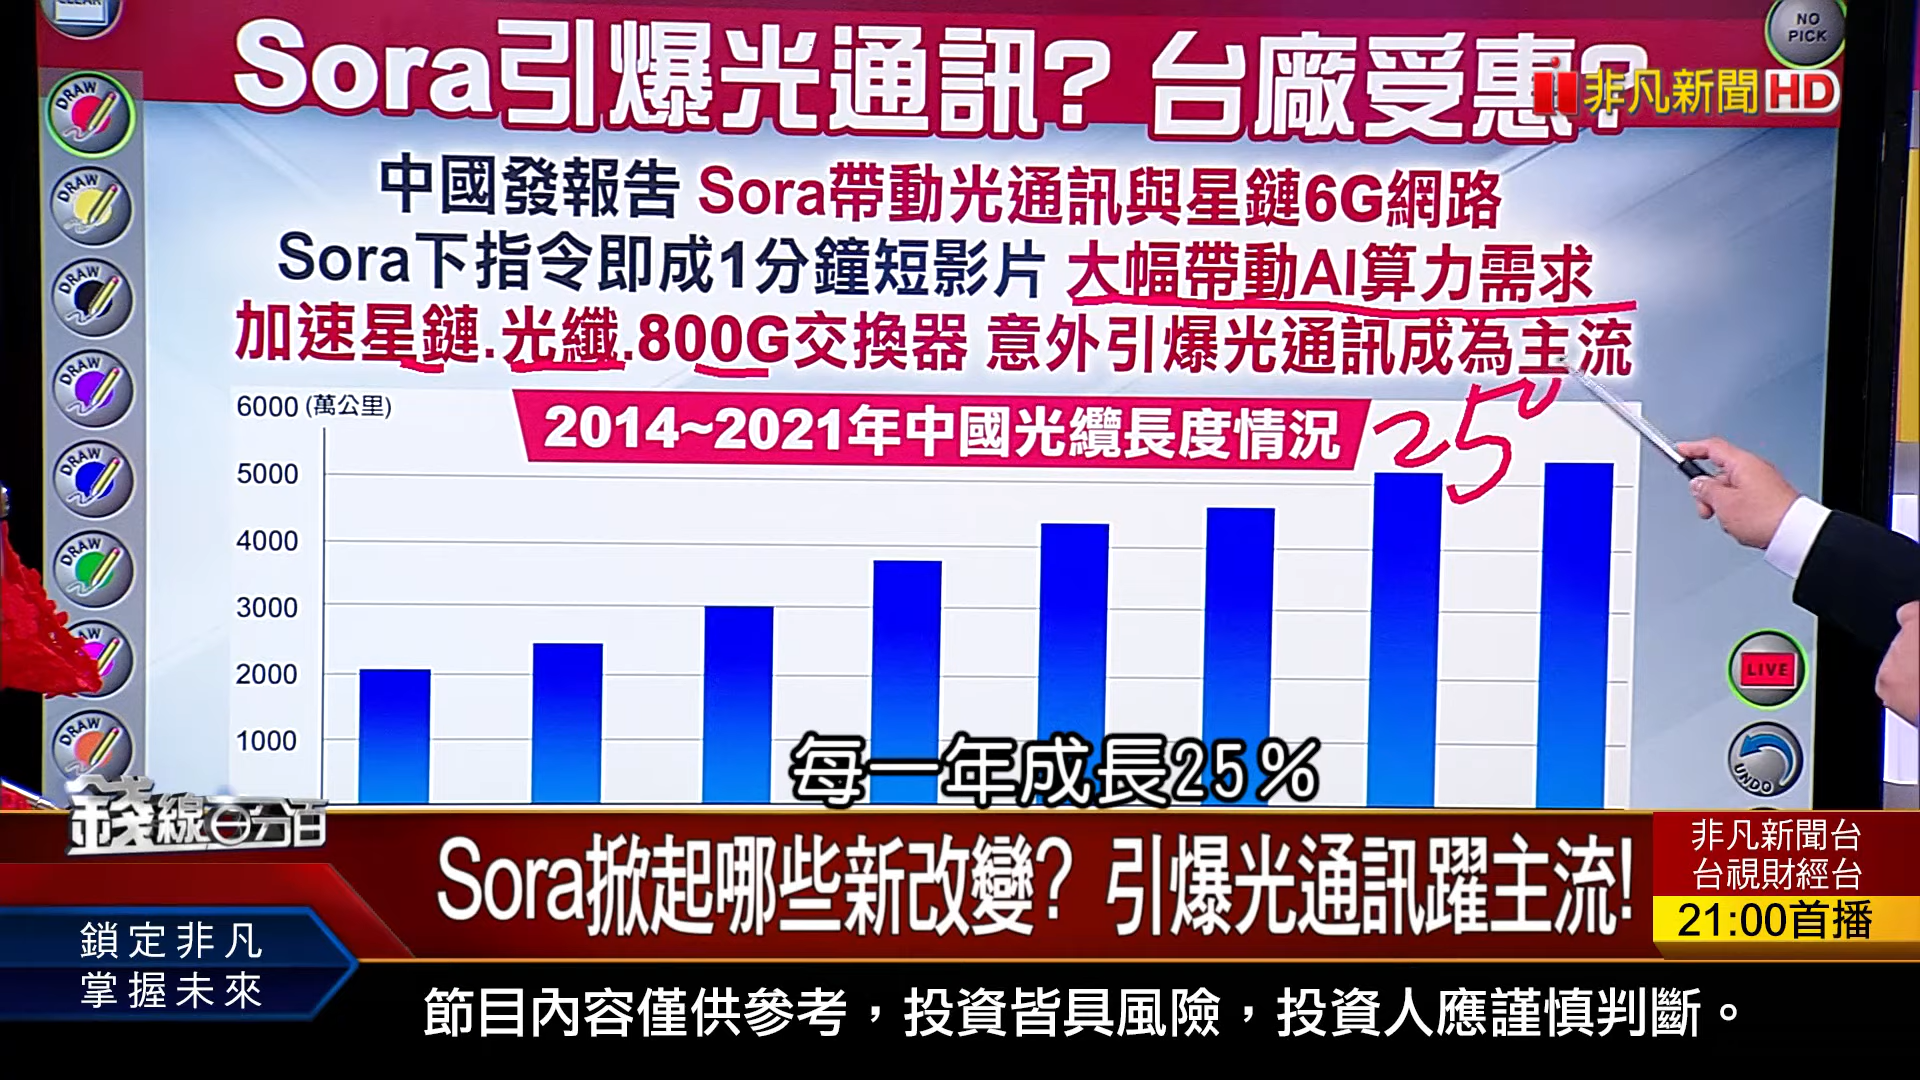 CLEAR
NO
PICK
Sora引爆光通訊? 台廠受惠?
非凡新聞HD
DRAW
中國發報告 Sora帶動光通訊與星鏈6G網路
DRAW
Sora下指令即成1分鐘短影片 大幅帶動AI算力需求
DRAW
加速星鏈.光纖.800G交換器 意外引爆光通訊成為主流
DRAW
6000 (萬公里)
2014~2021年中國光纜長度情況
25
5000
DRAW
4000
DRAW
3000
2000
LIVE
DRAW
1000
UNDO
每一年成長25%
錢線百分百
Sora掀起哪些新改變? 引爆光通訊躍主流!
非凡新聞台
台視財經台
21:00首播
鎖定非凡
掌握未來
節目內容僅供參考，投資皆具風險，投資人應謹慎判斷。